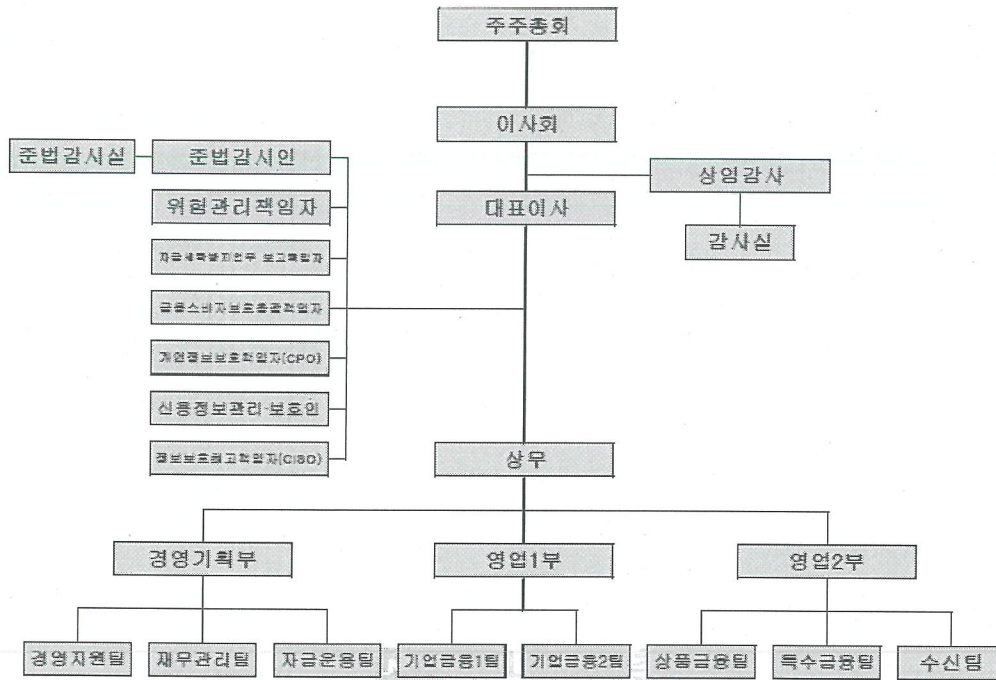 주주총회
이사회
준법감시실
준법감시인
상임감사
위험관리책임자
대표이사
감사실
자금세탁방지업무 보고책임자
금융소비자보호총괄책임자
개인정보보호책임자(CPO)
신용정보관리·보호인
상무
정보보호최고책임자(CISO)
경영기획부
영업1부
영업2부
경영지원팀
재무관리팀
자금운용팀
기업금융1팀
기업금융2팀
상품금융팀
특수금융팀
수신팀